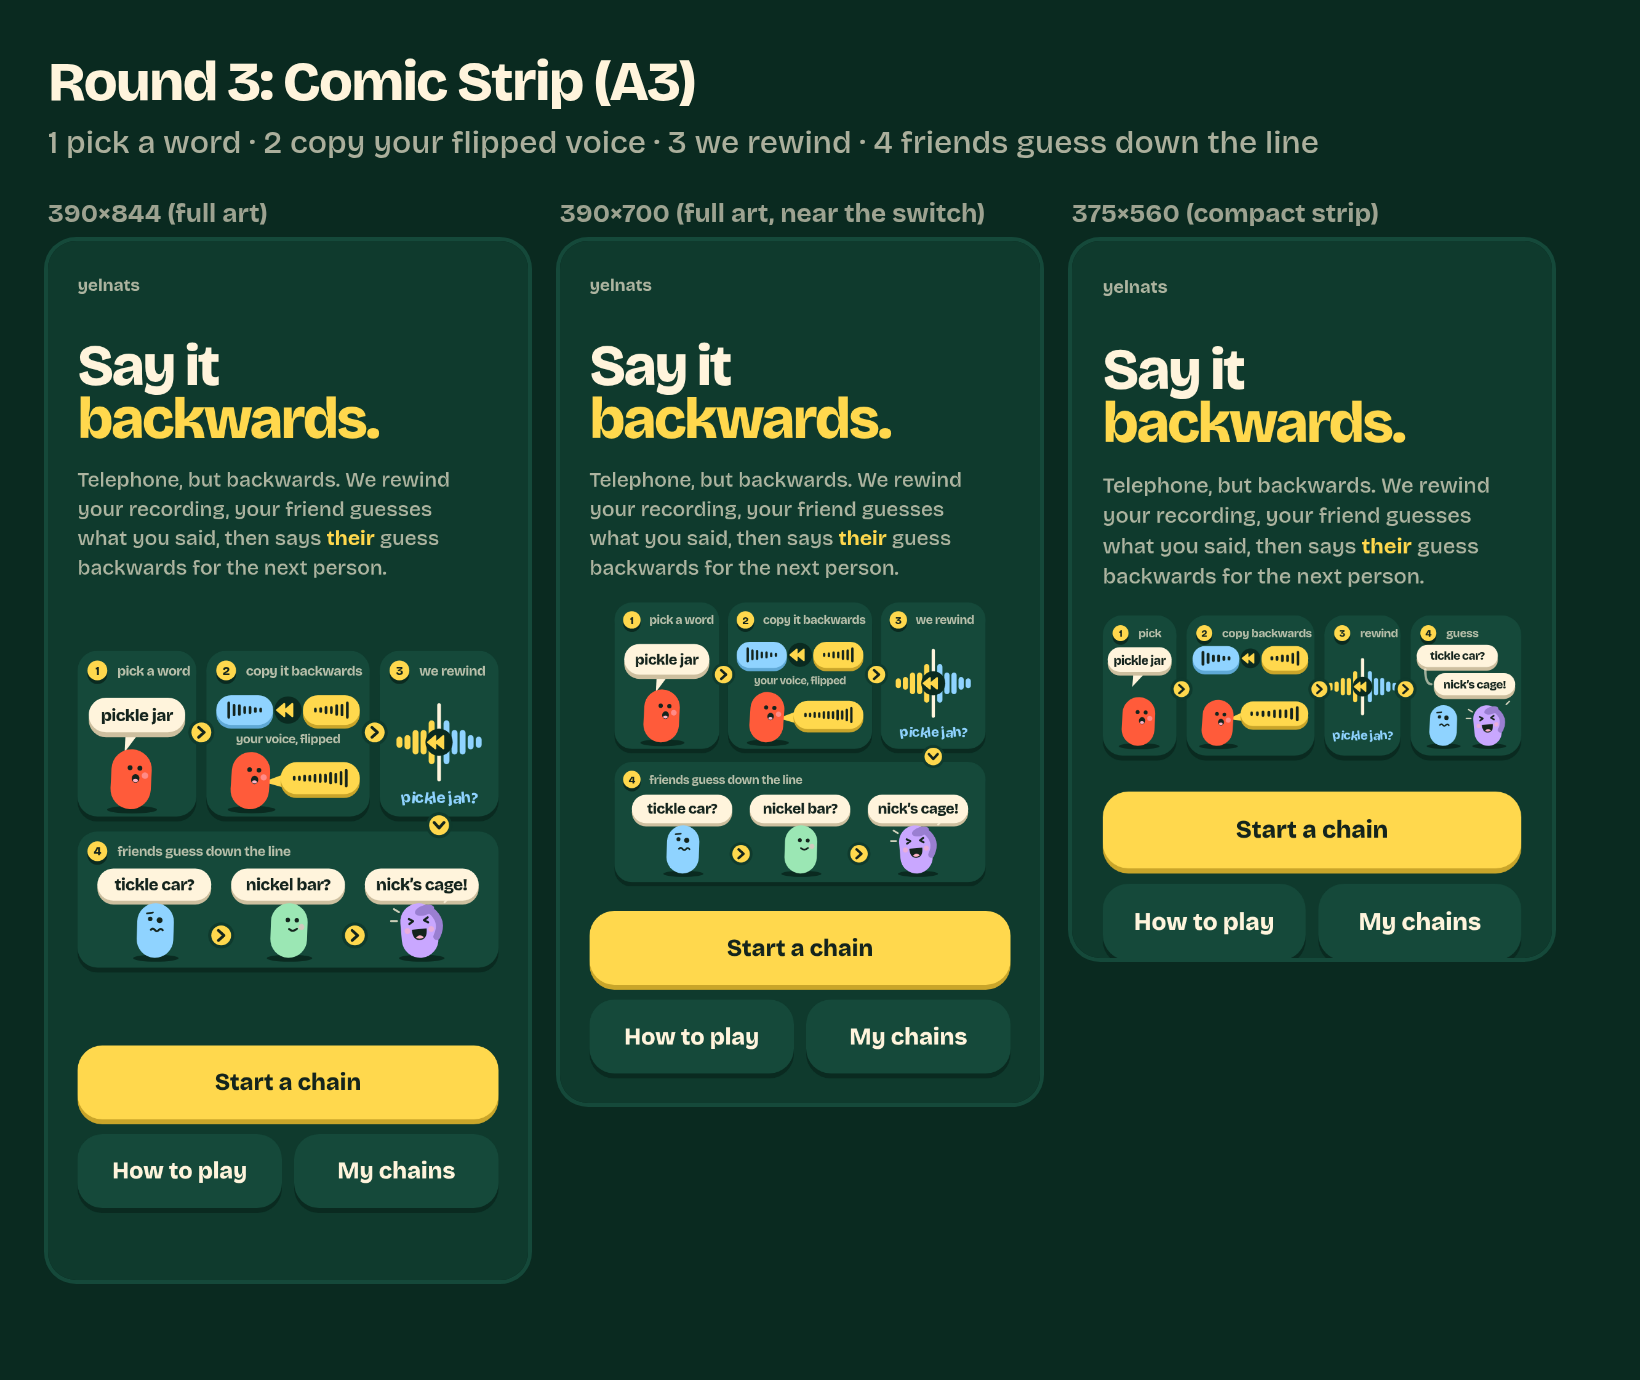 Round 3: Comic Strip (A3)
1 pick a word · 2 copy your flipped voice · 3 we rewind · 4 friends guess down the line
390×844 (full art)
yelnats
Say it
backwards.
Telephone, but backwards. We rewind
your recording, your friend guesses
what you said, then says their guess
backwards for the next person.
1 pick a word
pickle jar
2 copy it backwards
your voice, flipped
3 we rewind
pickle jah?
4 friends guess down the line
tickle car?
nickel bar?
nick's cage!
Start a chain
How to play
My chains
390×700 (full art, near the switch)
yelnats
Say it
backwards.
Telephone, but backwards. We rewind
your recording, your friend guesses
what you said, then says their guess
backwards for the next person.
1 pick a word
pickle jar
2 copy it backwards
your voice, flipped
3 we rewind
pickle jah?
4 friends guess down the line
tickle car?
nickel bar?
nick's cage!
Start a chain
How to play
My chains
375×560 (compact strip)
yelnats
Say it
backwards.
Telephone, but backwards. We rewind
your recording, your friend guesses
what you said, then says their guess
backwards for the next person.
1 pick
pickle jar
2 copy backwards
3 rewind
pickle jah?
4 guess
tickle car?
nick's cage!
Start a chain
How to play
My chains